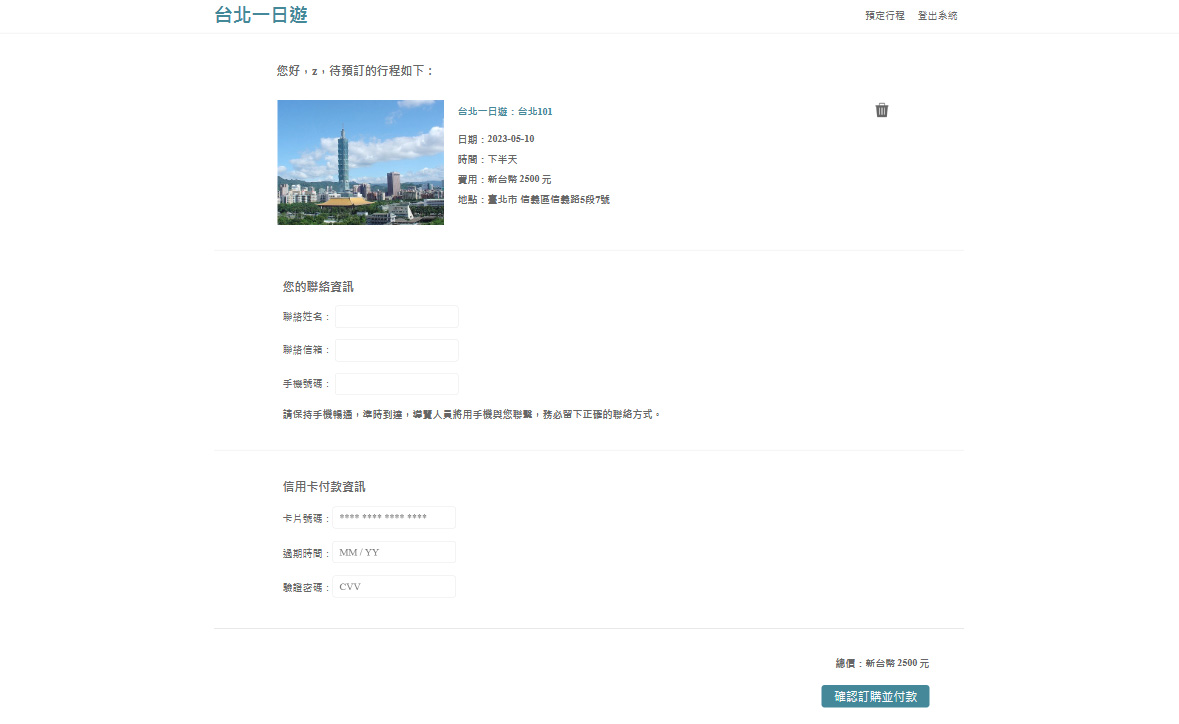 台北一日遊
預定行程 登出系統
您好，z，待預訂的行程如下：
台北一日遊：台北101
日期：2023-05-10
時間：下半天
費用：新台幣 2500 元
地點：臺北市 信義區信義路5段7號
您的聯絡資訊
聯絡姓名：
聯絡信箱：
手機號碼：
請保持手機暢通，準時到達，導覽人員將用手機與您聯繫，務必留下正確的聯絡方式。
信用卡付款資訊
卡片號碼： **** **** **** ****
過期時間： MM / YY
驗證密碼： CVV
總價：新台幣 2500 元
確認訂購並付款